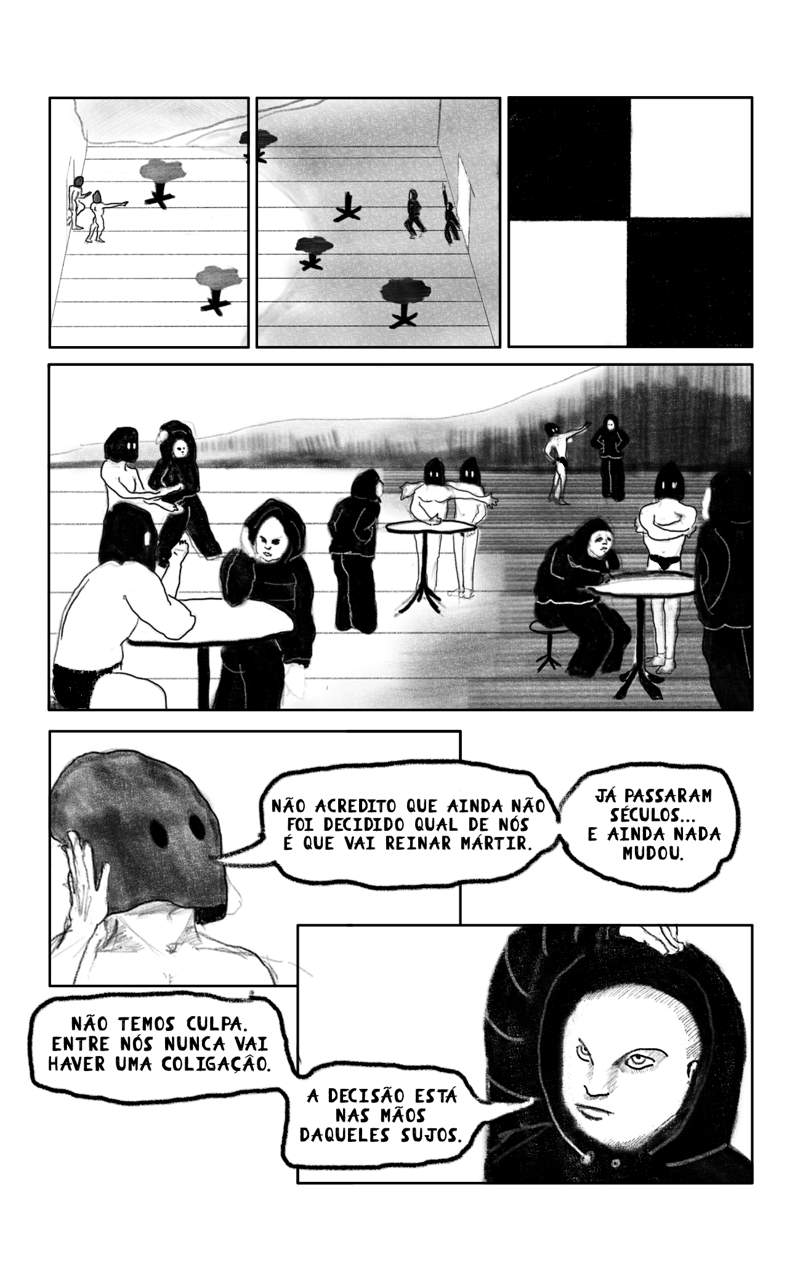 NÃO ACREDITO QUE AINDA NÃO
FOI DECIDIDO QUAL DE NÓS
É QUE VAI REINAR MÁRTIR.
JÁ PASSARAM
SÉCULOS...
E AINDA NADA
MUDOU.
NÃO TEMOS CULPA.
ENTRE NÓS NUNCA VAI
HAVER UMA COLIGAÇÂO.
A DECISÃO ESTÁ
NAS MÃOS
DAQUELES SUJOS.